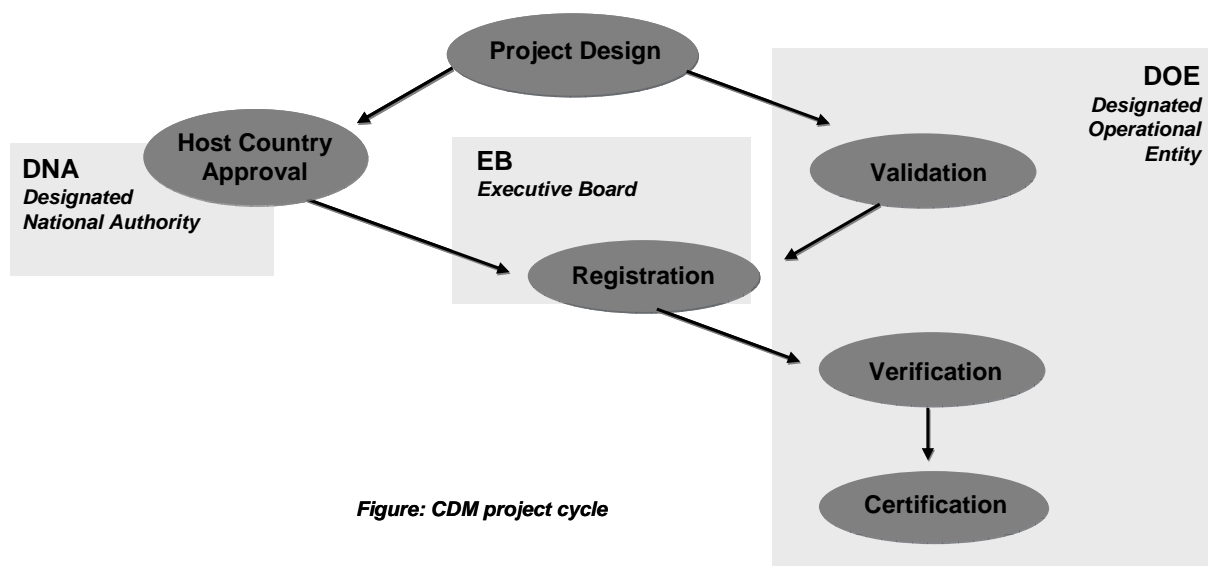 Project Design
DOE
Designated
Operational
Entity
Host Country
Approval
DNA
Designated
National Authority
EB
Executive Board
Validation
Registration
Verification
Certification
Figure: CDM project cycle